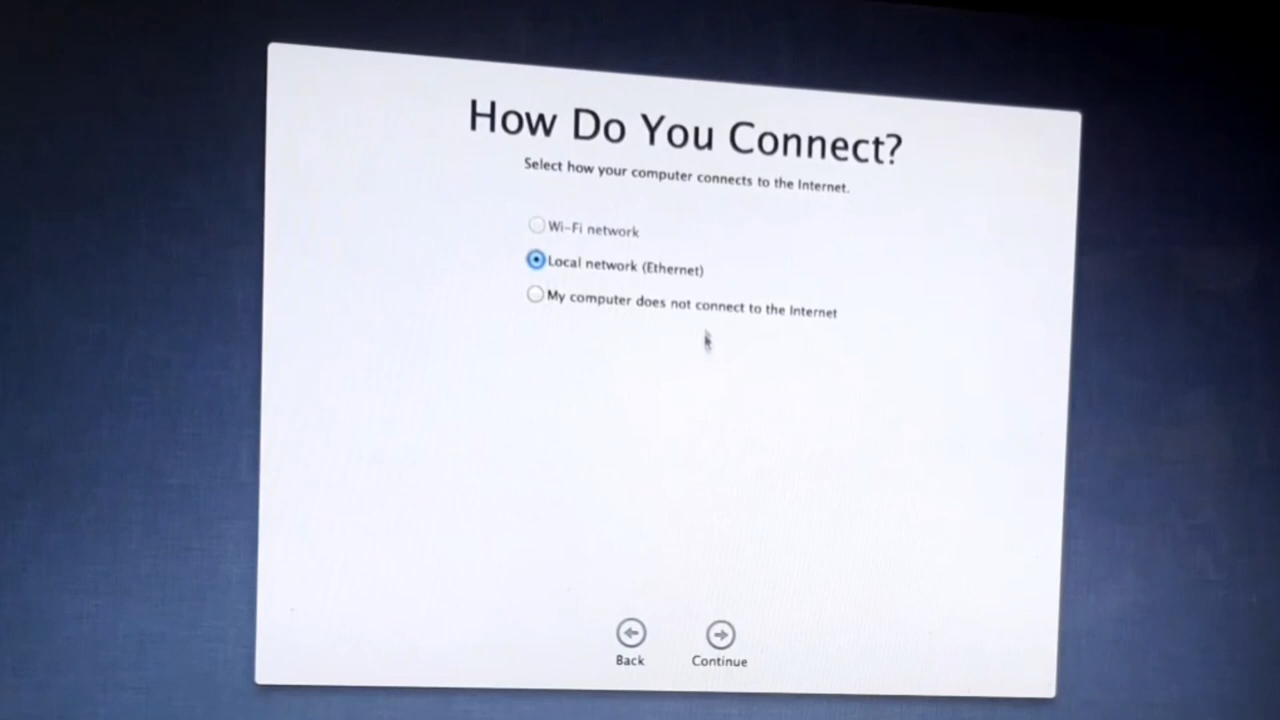 How Do You Connect?
Select how your computer connects to the Internet.
Wi-Fi network
Local network (Ethernet)
My computer does not connect to the Internet
Back
Continue